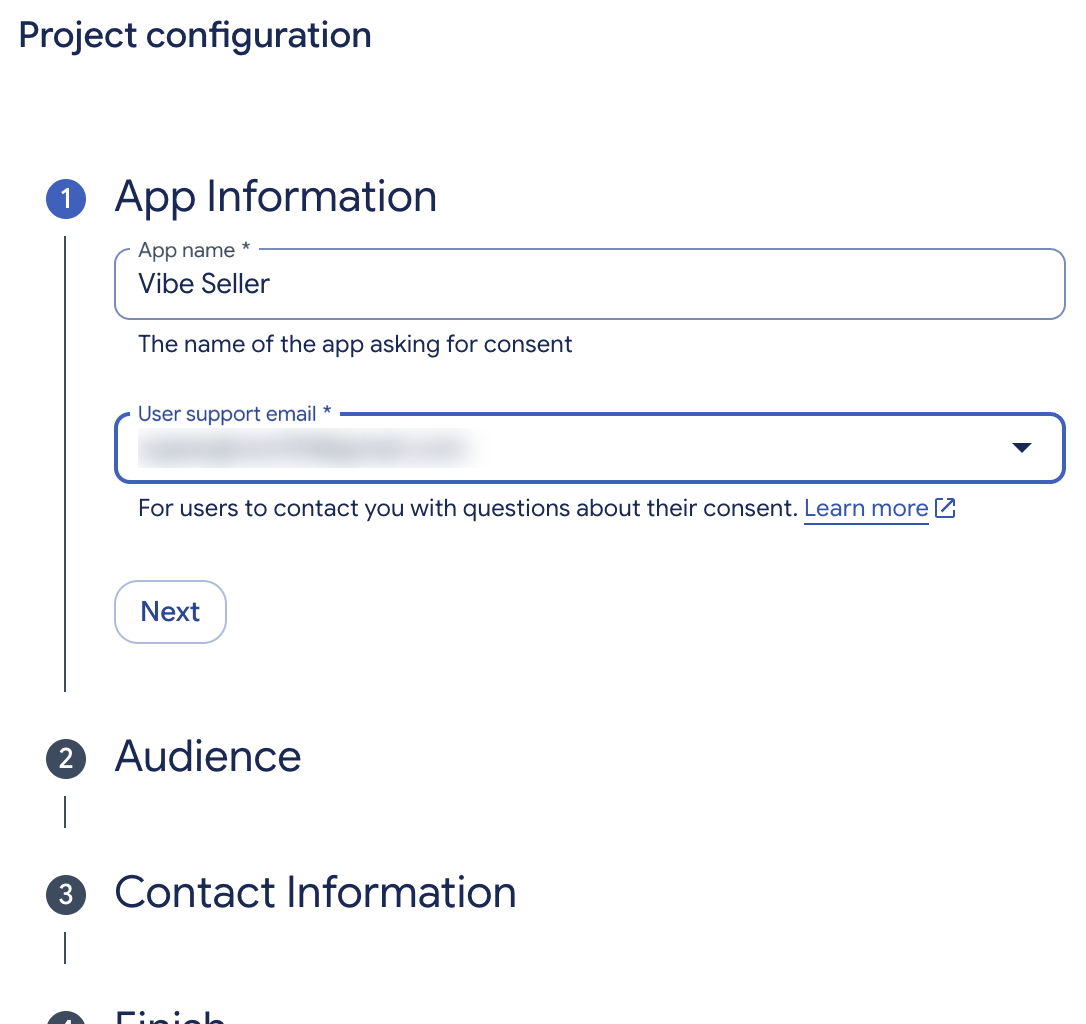 Project configuration
1 App Information
App name *
Vibe Seller
The name of the app asking for consent
User support email *
For users to contact you with questions about their consent. Learn more
Next
2 Audience
3 Contact Information
4 Finish